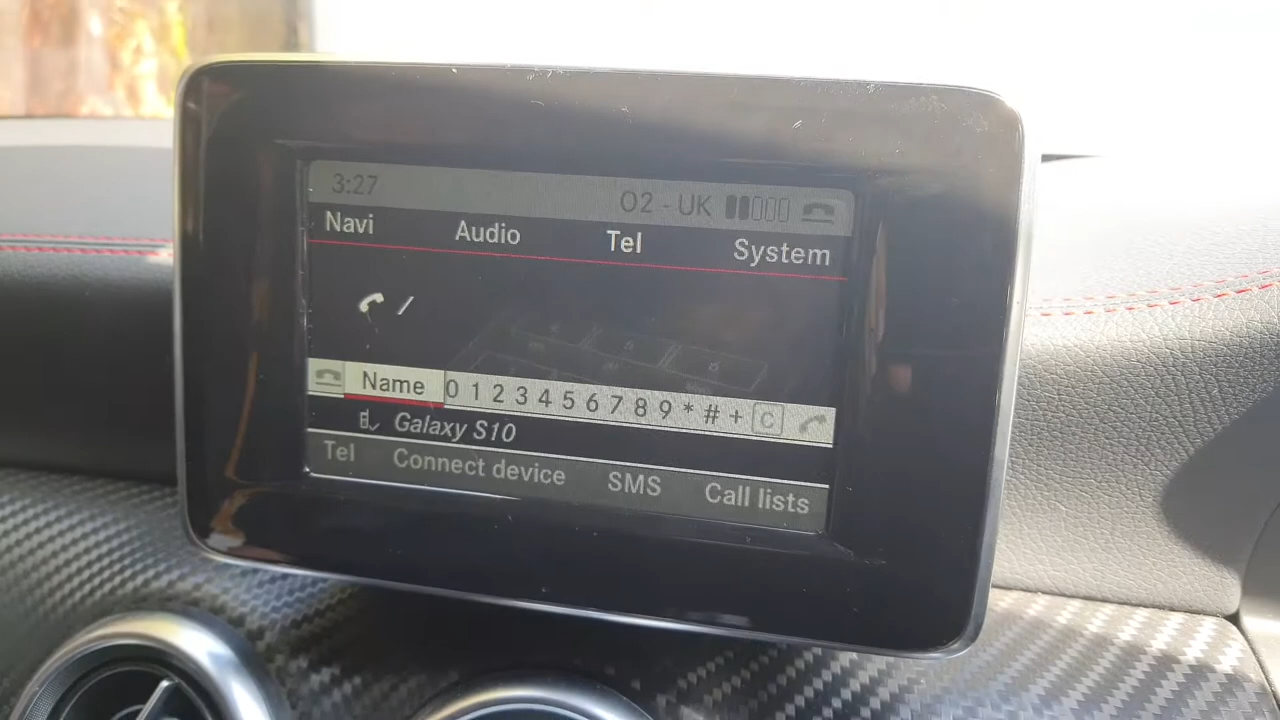 3:27 O2 - UK
Navi Audio Tel System
/
Name 0 1 2 3 4 5 6 7 8 9 * # + C
Galaxy S10
Tel Connect device SMS Call lists